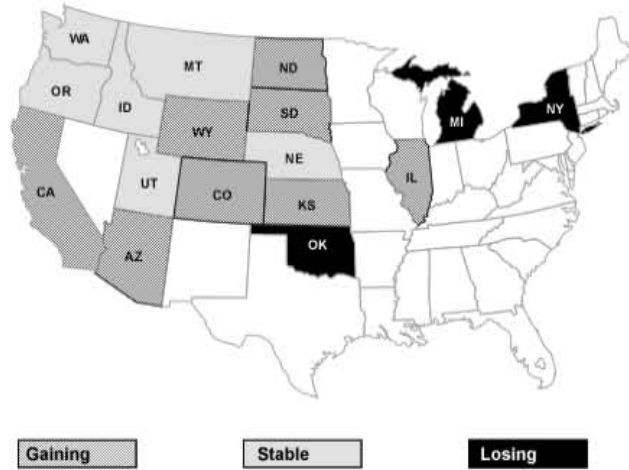 WA
MT
ND
OR
ID
SD
WY
MI
NY
NE
IL
UT
CO
CA
KS
AZ
OK
Gaining
Stable
Losing